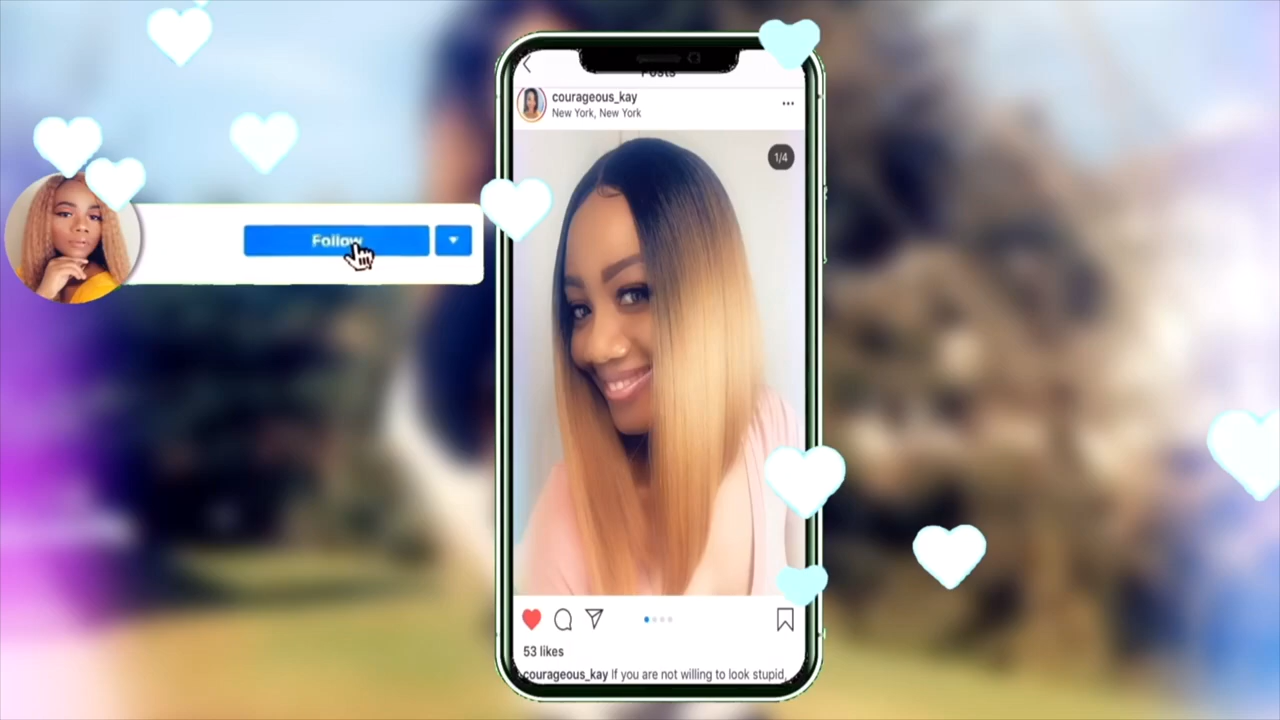 Posts
courageous_kay
New York, New York
1/4
Follow
53 likes
courageous_kay If you are not willing to look stupid,